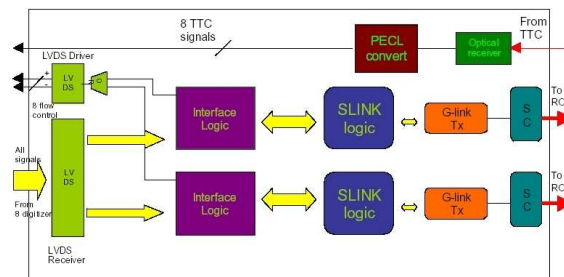 8 TTC
signals
From
TTC
PECL
convert
Optical
receiver
LVDS Driver
+
-
LV
DS
8 flow
control
Interface
Logic
SLINK
logic
G-link
Tx
S
C
To
RO
All
signals
LV
DS
From
8 digitizer
Interface
Logic
SLINK
logic
G-link
Tx
S
C
To
RO
LVDS
Receiver